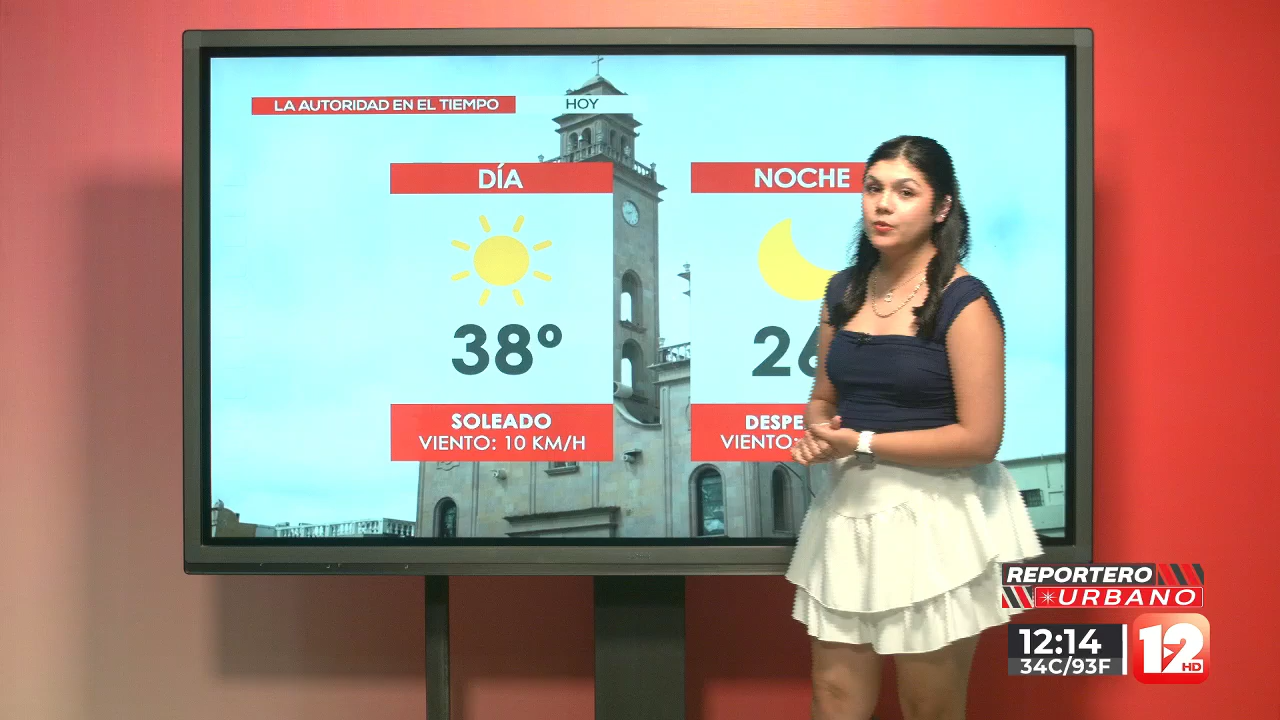 LA AUTORIDAD EN EL TIEMPO HOY
DÍA
38°
SOLEADO
VIENTO: 10 KM/H
NOCHE
VIENTO:
REPORTERO
URBANO
12:14
34C/93F
12
HD